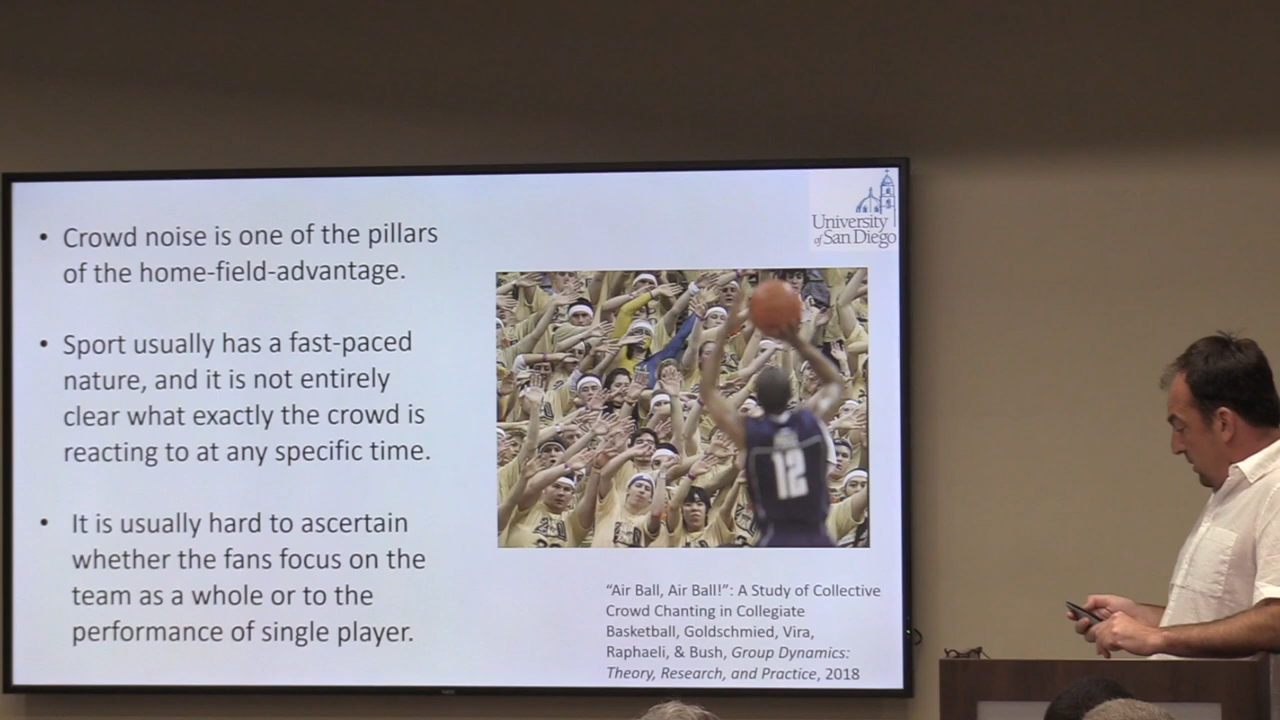 • Crowd noise is one of the pillars
of the home-field-advantage.
• Sport usually has a fast-paced
nature, and it is not entirely
clear what exactly the crowd is
reacting to at any specific time.
• It is usually hard to ascertain
whether the fans focus on the
team as a whole or to the
performance of single player.
University
of San Diego
12
“Air Ball, Air Ball!”: A Study of Collective
Crowd Chanting in Collegiate
Basketball, Goldschmied, Vira,
Raphaeli, & Bush, Group Dynamics:
Theory, Research, and Practice, 2018